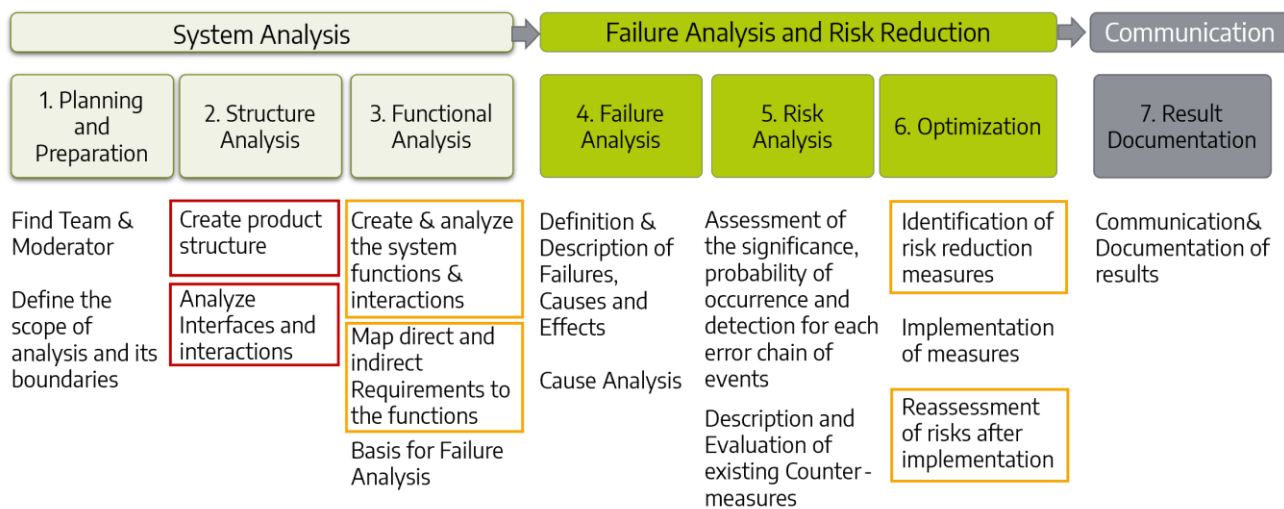 System Analysis
Failure Analysis and Risk Reduction
Communication
1. Planning
and
Preparation
2. Structure
Analysis
3. Functional
Analysis
4. Failure
Analysis
5. Risk
Analysis
6. Optimization
7. Result
Documentation
Find Team &
Moderator
Define the
scope of
analysis and its
boundaries
Create product
structure
Analyze
Interfaces and
interactions
Create & analyze
the system
functions &
interactions
Map direct and
indirect
Requirements to
the functions
Basis for Failure
Analysis
Definition &
Description of
Failures,
Causes and
Effects
Cause Analysis
Assessment of
the significance,
probability of
occurrence and
detection for each
error chain of
events
Description and
Evaluation of
existing Counter-
measures
Identification of
risk reduction
measures
Implementation
of measures
Reassessment
of risks after
implementation
Communication&
Documentation of
results